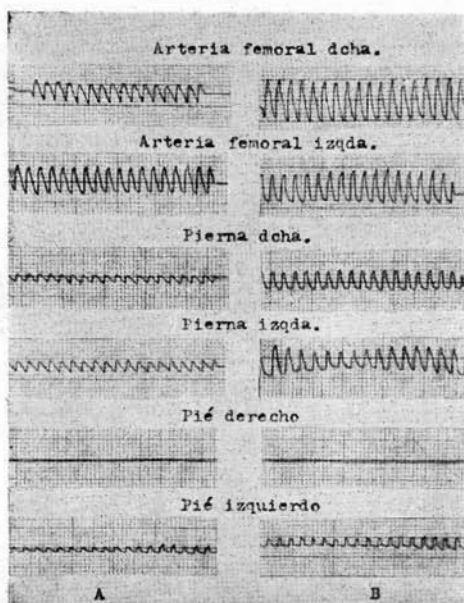 Arteria femoral dcha.
Arteria femoral izqda.
Pierna dcha.
Pierna izqda.
Pié derecho
Pié izquierdo
A B